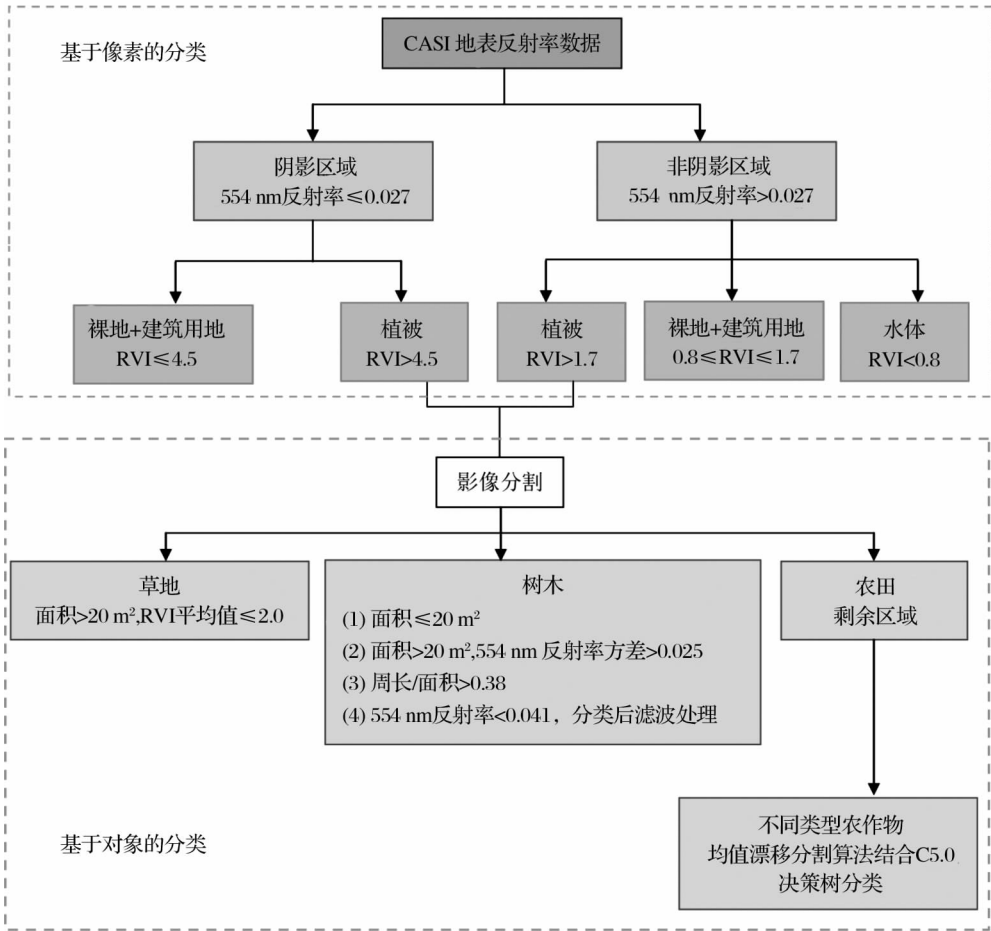 基于像素的分类
CASI 地表反射率数据
阴影区域
554 nm反射率≤0.027
非阴影区域
554 nm反射率>0.027
裸地+建筑用地
RVI≤4.5
植被
RVI>4.5
植被
RVI>1.7
裸地+建筑用地
0.8≤RVI≤1.7
水体
RVI<0.8
影像分割
草地
面积>20 m²,RVI平均值≤2.0
树木
(1) 面积≤20 m²
(2) 面积>20 m²,554 nm 反射率方差>0.025
(3) 周长/面积>0.38
(4) 554 nm反射率<0.041，分类后滤波处理
农田
剩余区域
基于对象的分类
不同类型农作物
均值漂移分割算法结合C5.0
决策树分类